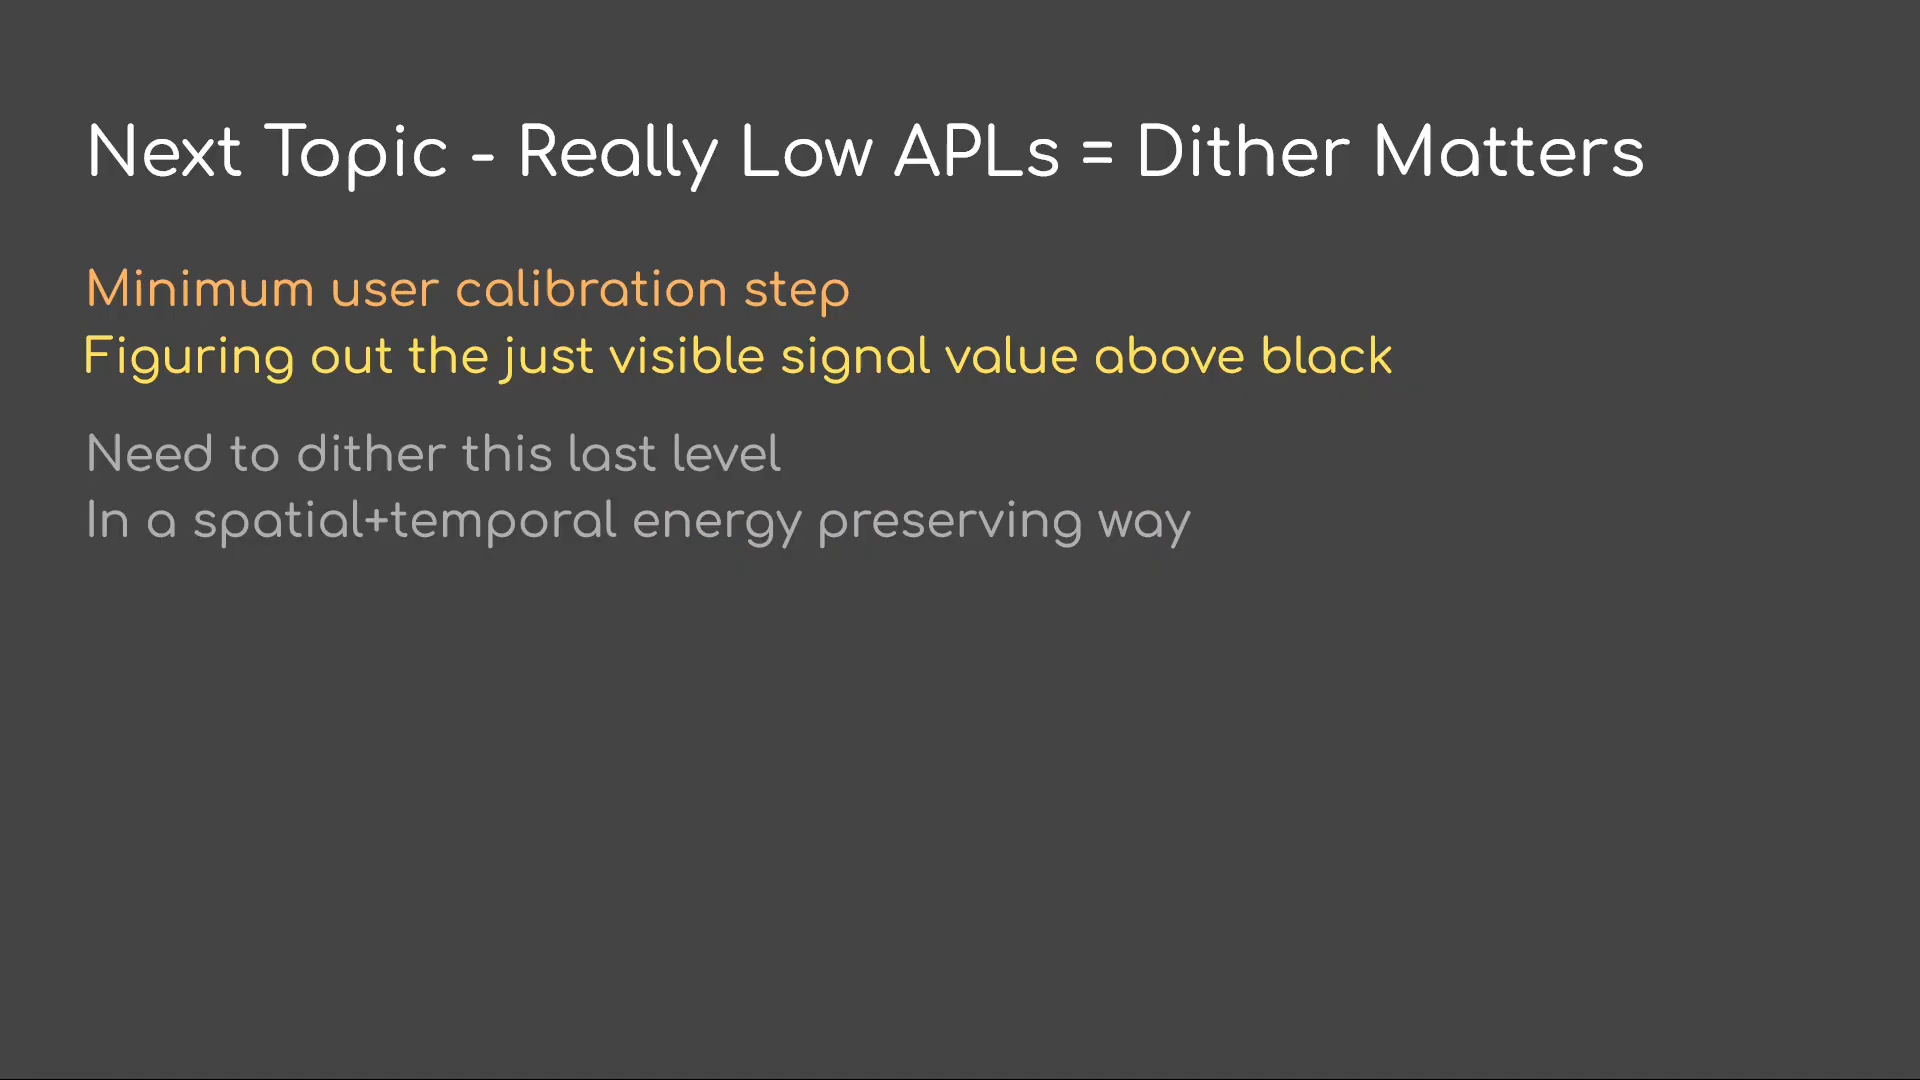 Next Topic - Really Low APLs = Dither Matters
Minimum user calibration step
Figuring out the just visible signal value above black
Need to dither this last level
In a spatial+temporal energy preserving way